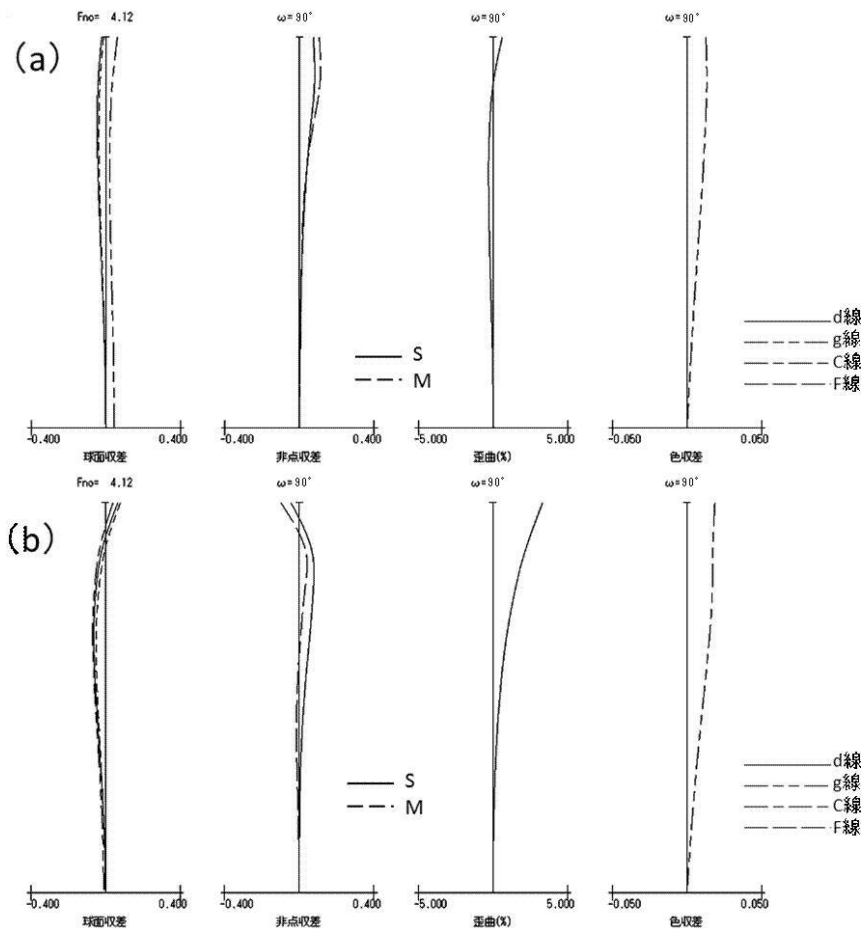 (a)
Fno= 4.12
ω=90°
ω=90°
ω=90°
S
M
d線
g線
C線
F線
-0.400 0.400
球面収差
-0.400 0.400
非点収差
-5.000 5.000
歪曲(%)
-0.050 0.050
色収差
(b)
Fno= 4.12
ω=90°
ω=90°
ω=90°
S
M
d線
g線
C線
F線
-0.400 0.400
球面収差
-0.400 0.400
非点収差
-5.000 5.000
歪曲(%)
-0.050 0.050
色収差